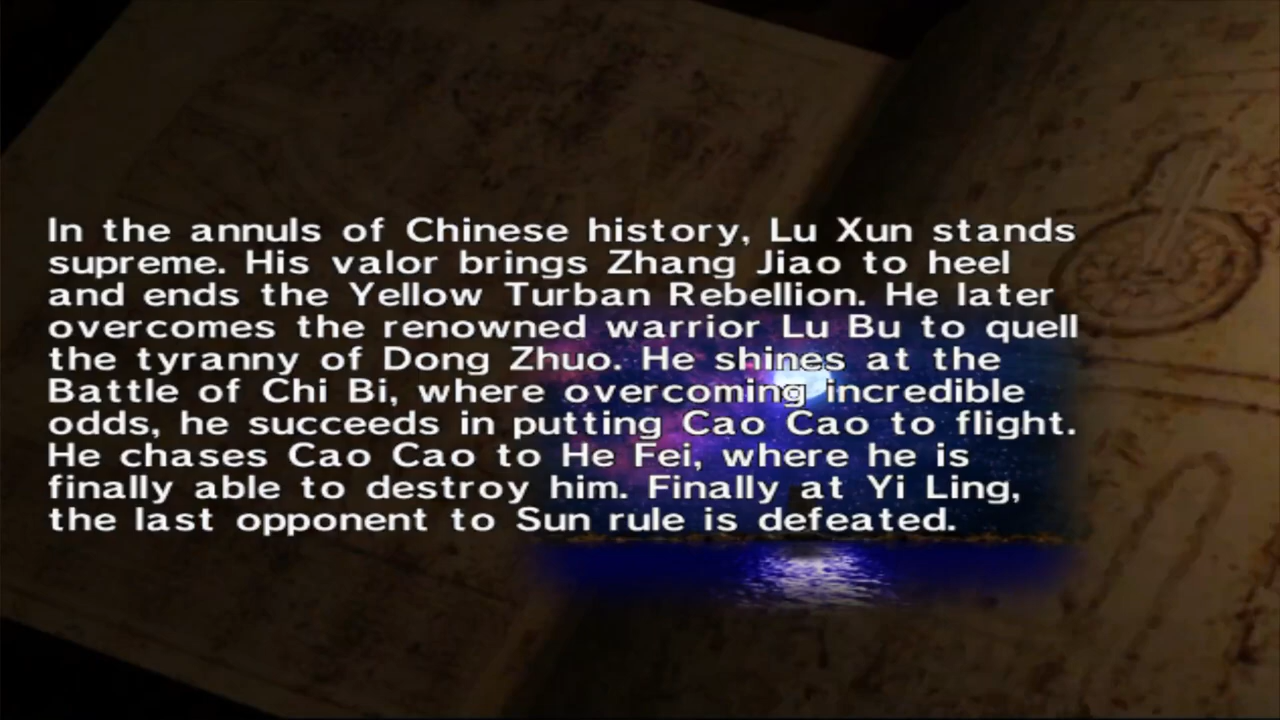 In the annuls of Chinese history, Lu Xun stands
supreme. His valor brings Zhang Jiao to heel
and ends the Yellow Turban Rebellion. He later
overcomes the renowned warrior Lu Bu to quell
the tyranny of Dong Zhuo. He shines at the
Battle of Chi Bi, where overcoming incredible
odds, he succeeds in putting Cao Cao to flight.
He chases Cao Cao to He Fei, where he is
finally able to destroy him. Finally at Yi Ling,
the last opponent to Sun rule is defeated.